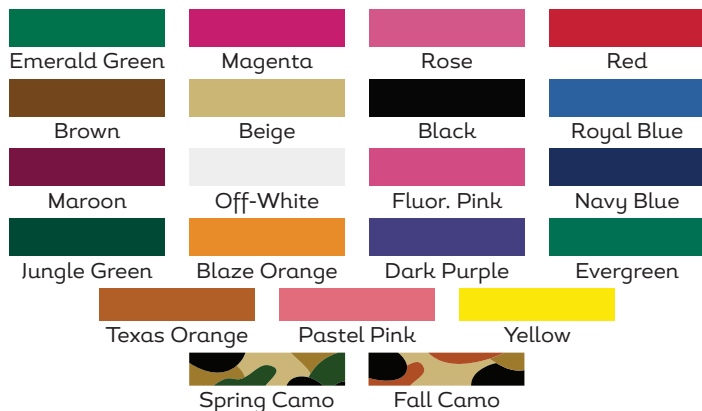 Emerald Green Magenta Rose Red
Brown Beige Black Royal Blue
Maroon Off-White Fluor. Pink Navy Blue
Jungle Green Blaze Orange Dark Purple Evergreen
Texas Orange Pastel Pink Yellow
Spring Camo Fall Camo